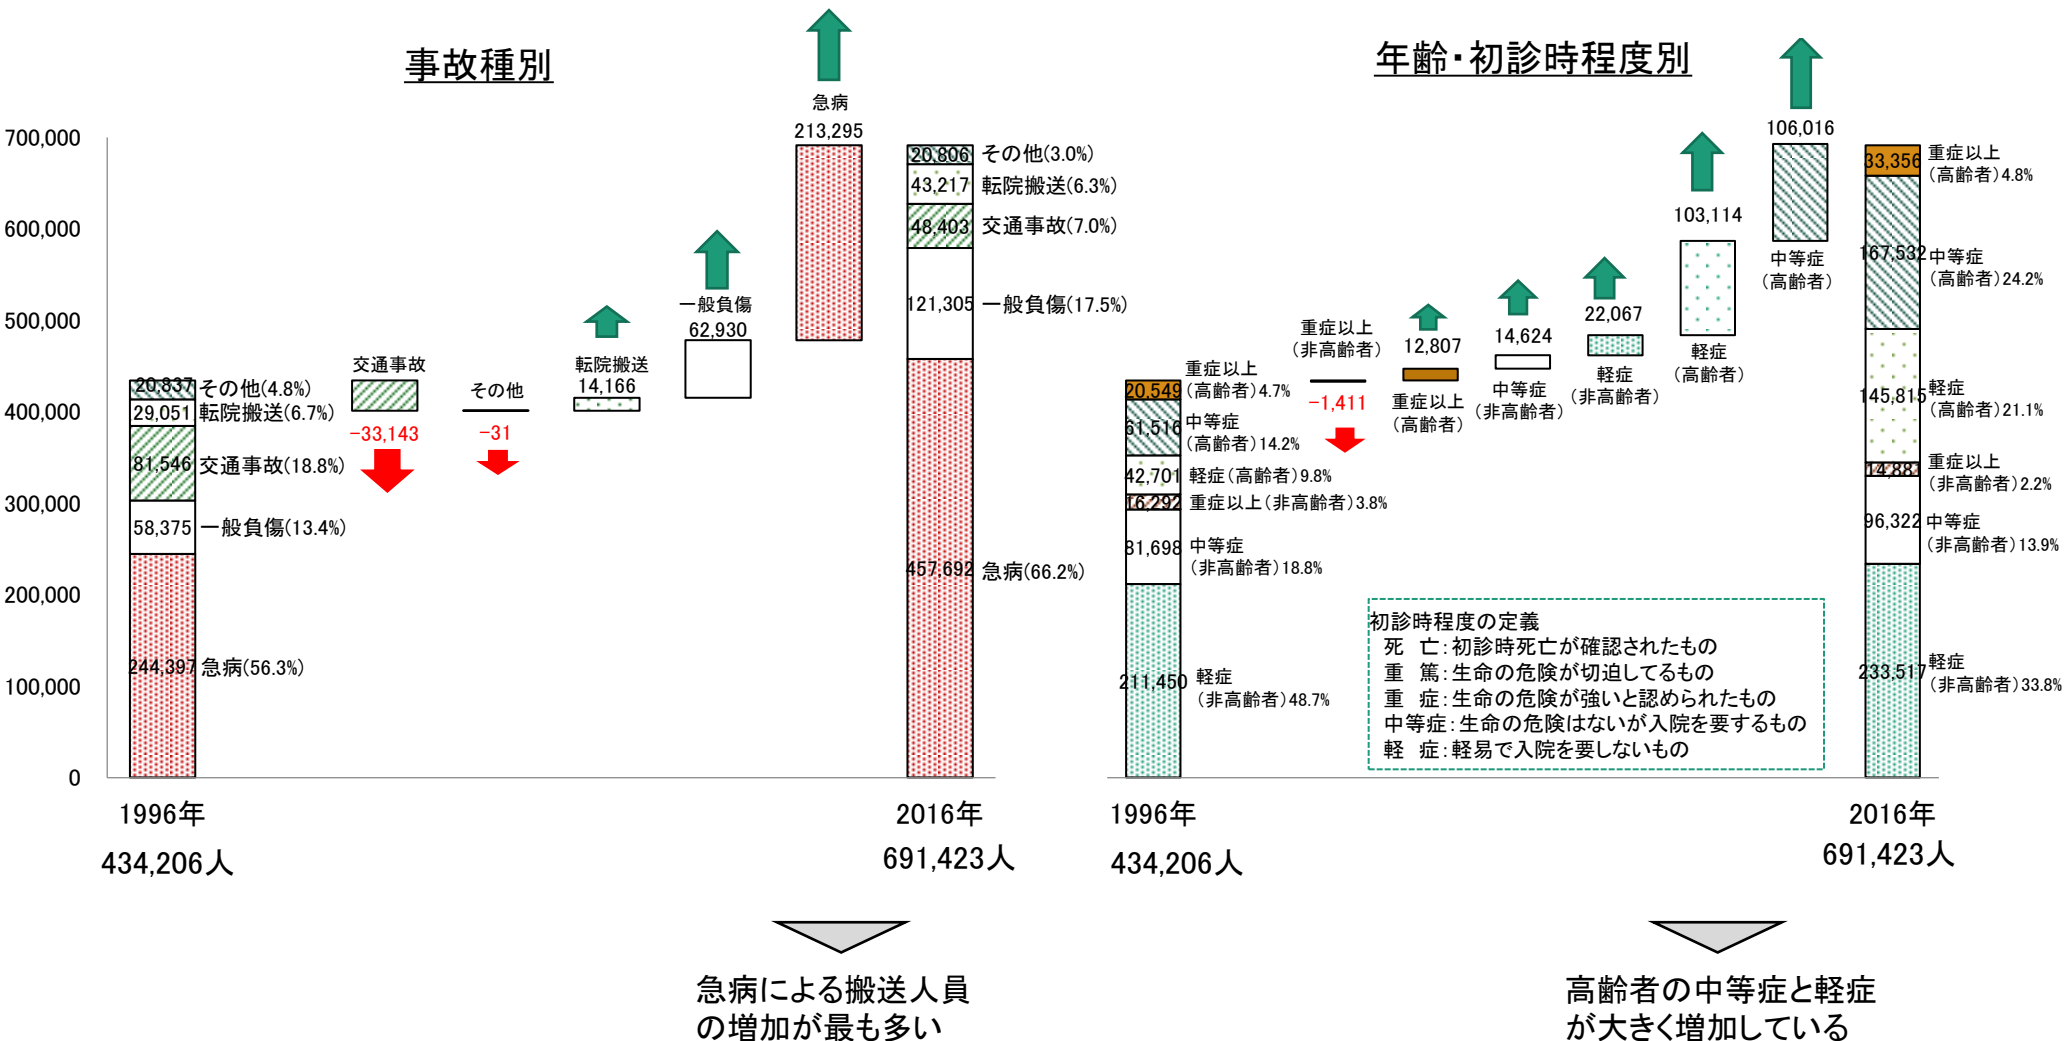 事故種別
700,000
600,000
500,000
400,000
300,000
200,000
100,000
0
20,837
その他(4.8%)
29,051
転院搬送(6.7%)
81,546
交通事故(18.8%)
58,375
一般負傷(13.4%)
244,397
急病(56.3%)
交通事故
-33,143
その他
-31
転院搬送
14,166
一般負傷
62,930
急病
213,295
20,806
その他(3.0%)
43,217
転院搬送(6.3%)
48,403
交通事故(7.0%)
121,305
一般負傷(17.5%)
457,692
急病(66.2%)
1996年
434,206人
2016年
691,423人
急病による搬送人員
の増加が最も多い
年齢・初診時程度別
20,549
重症以上
(高齢者)4.7%
61,516
中等症
(高齢者)14.2%
42,701
軽症(高齢者)9.8%
16,292
重症以上(非高齢者)3.8%
81,698
中等症
(非高齢者)18.8%
211,450
軽症
(非高齢者)48.7%
重症以上
(非高齢者)
-1,411
12,807
重症以上
(高齢者)
14,624
中等症
(非高齢者)
22,067
軽症
(非高齢者)
103,114
軽症
(高齢者)
106,016
中等症
(高齢者)
33,356
重症以上
(高齢者)4.8%
167,532
中等症
(高齢者)24.2%
145,815
軽症
(高齢者)21.1%
14,881
重症以上
(非高齢者)2.2%
96,322
中等症
(非高齢者)13.9%
233,517
軽症
(非高齢者)33.8%
初診時程度の定義
死 亡:初診時死亡が確認されたもの
重 篤:生命の危険が切迫してるもの
重 症:生命の危険が強いと認められたもの
中等症:生命の危険はないが入院を要するもの
軽 症:軽易で入院を要しないもの
1996年
434,206人
2016年
691,423人
高齢者の中等症と軽症
が大きく増加している